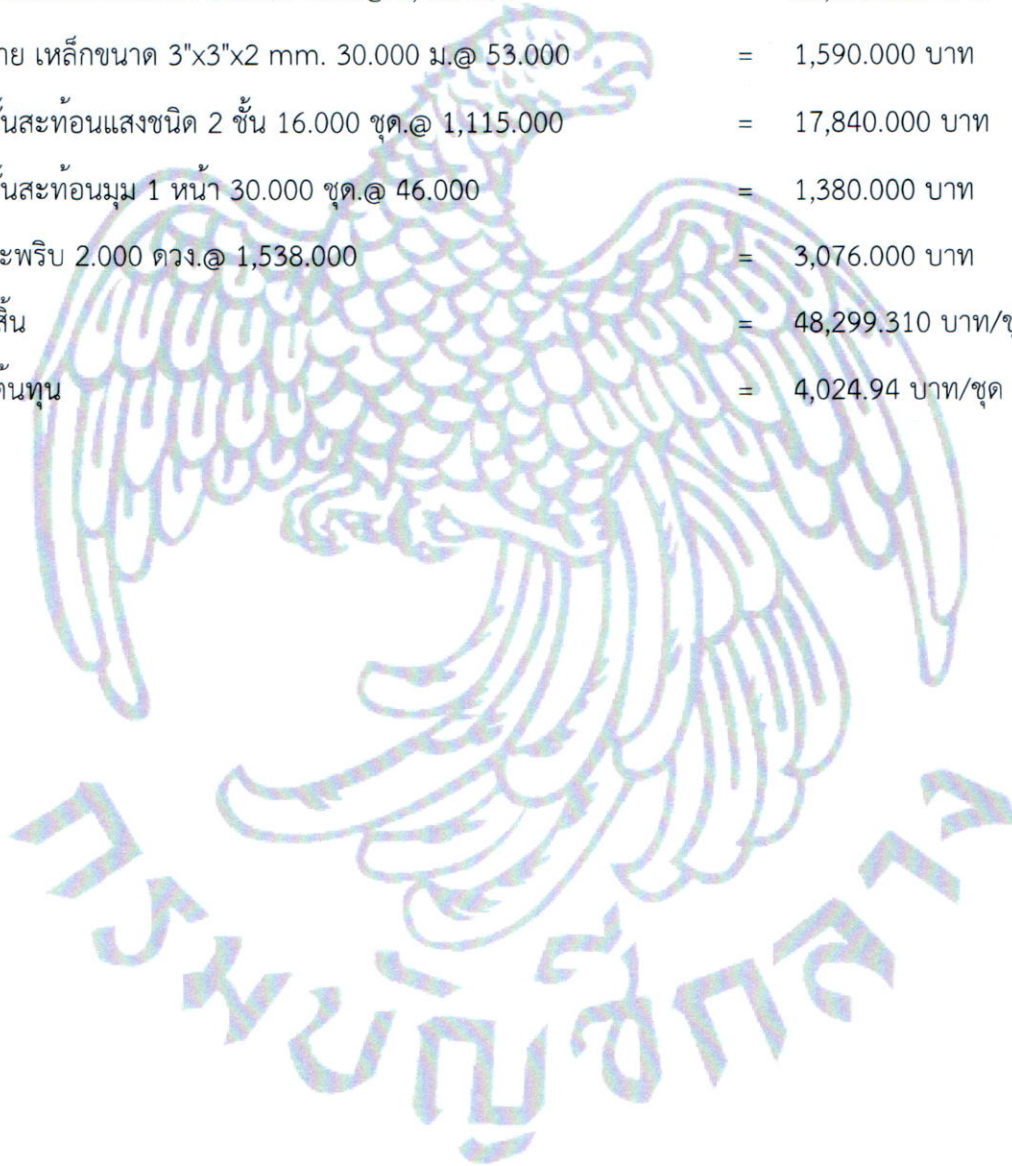 าย เหล็กขนาด 3"x3"x2 mm. 30.000 ม.@ 53.000 = 1,590.000 บาท
ั้นสะท้อนแสงชนิด 2 ชั้น 16.000 ชุด.@ 1,115.000 = 17,840.000 บาท
ั้นสะท้อนมุม 1 หน้า 30.000 ชุด.@ 46.000 = 1,380.000 บาท
ะพริบ 2.000 ดวง.@ 1,538.000 = 3,076.000 บาท
สิ้น = 48,299.310 บาท/ชุ
ต้นทุน = 4,024.94 บาท/ชุด
กรมบัญชีกลาง